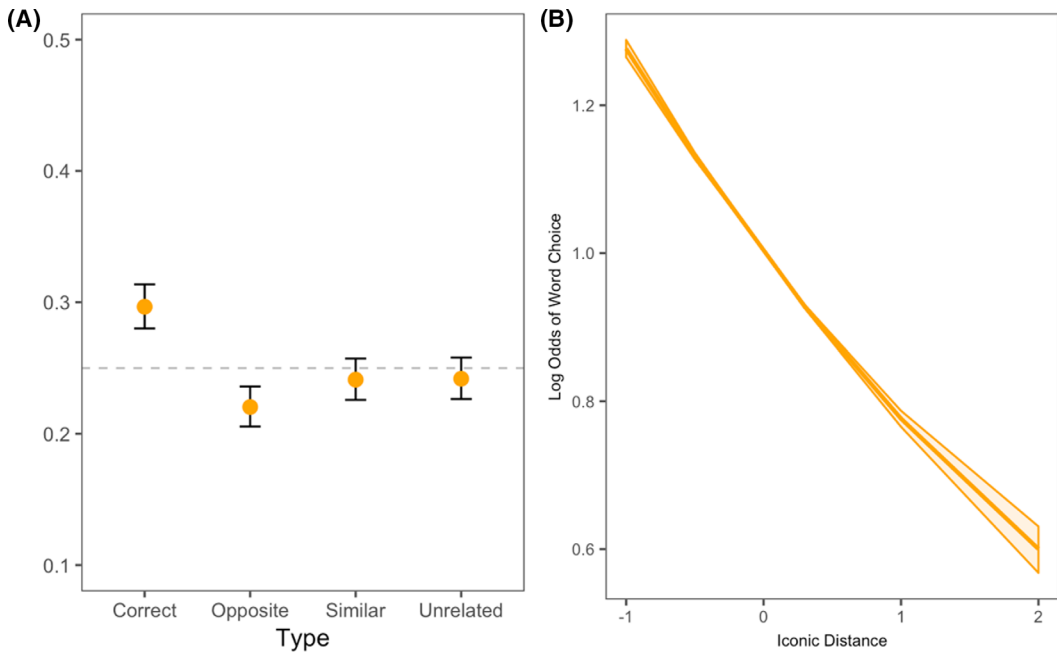 (A)
0.5
0.4
0.3
0.2
0.1
Correct Opposite Similar Unrelated
Type
(B)
Log Odds of Word Choice
1.2
1.0
0.8
0.6
-1 0 1 2
Iconic Distance